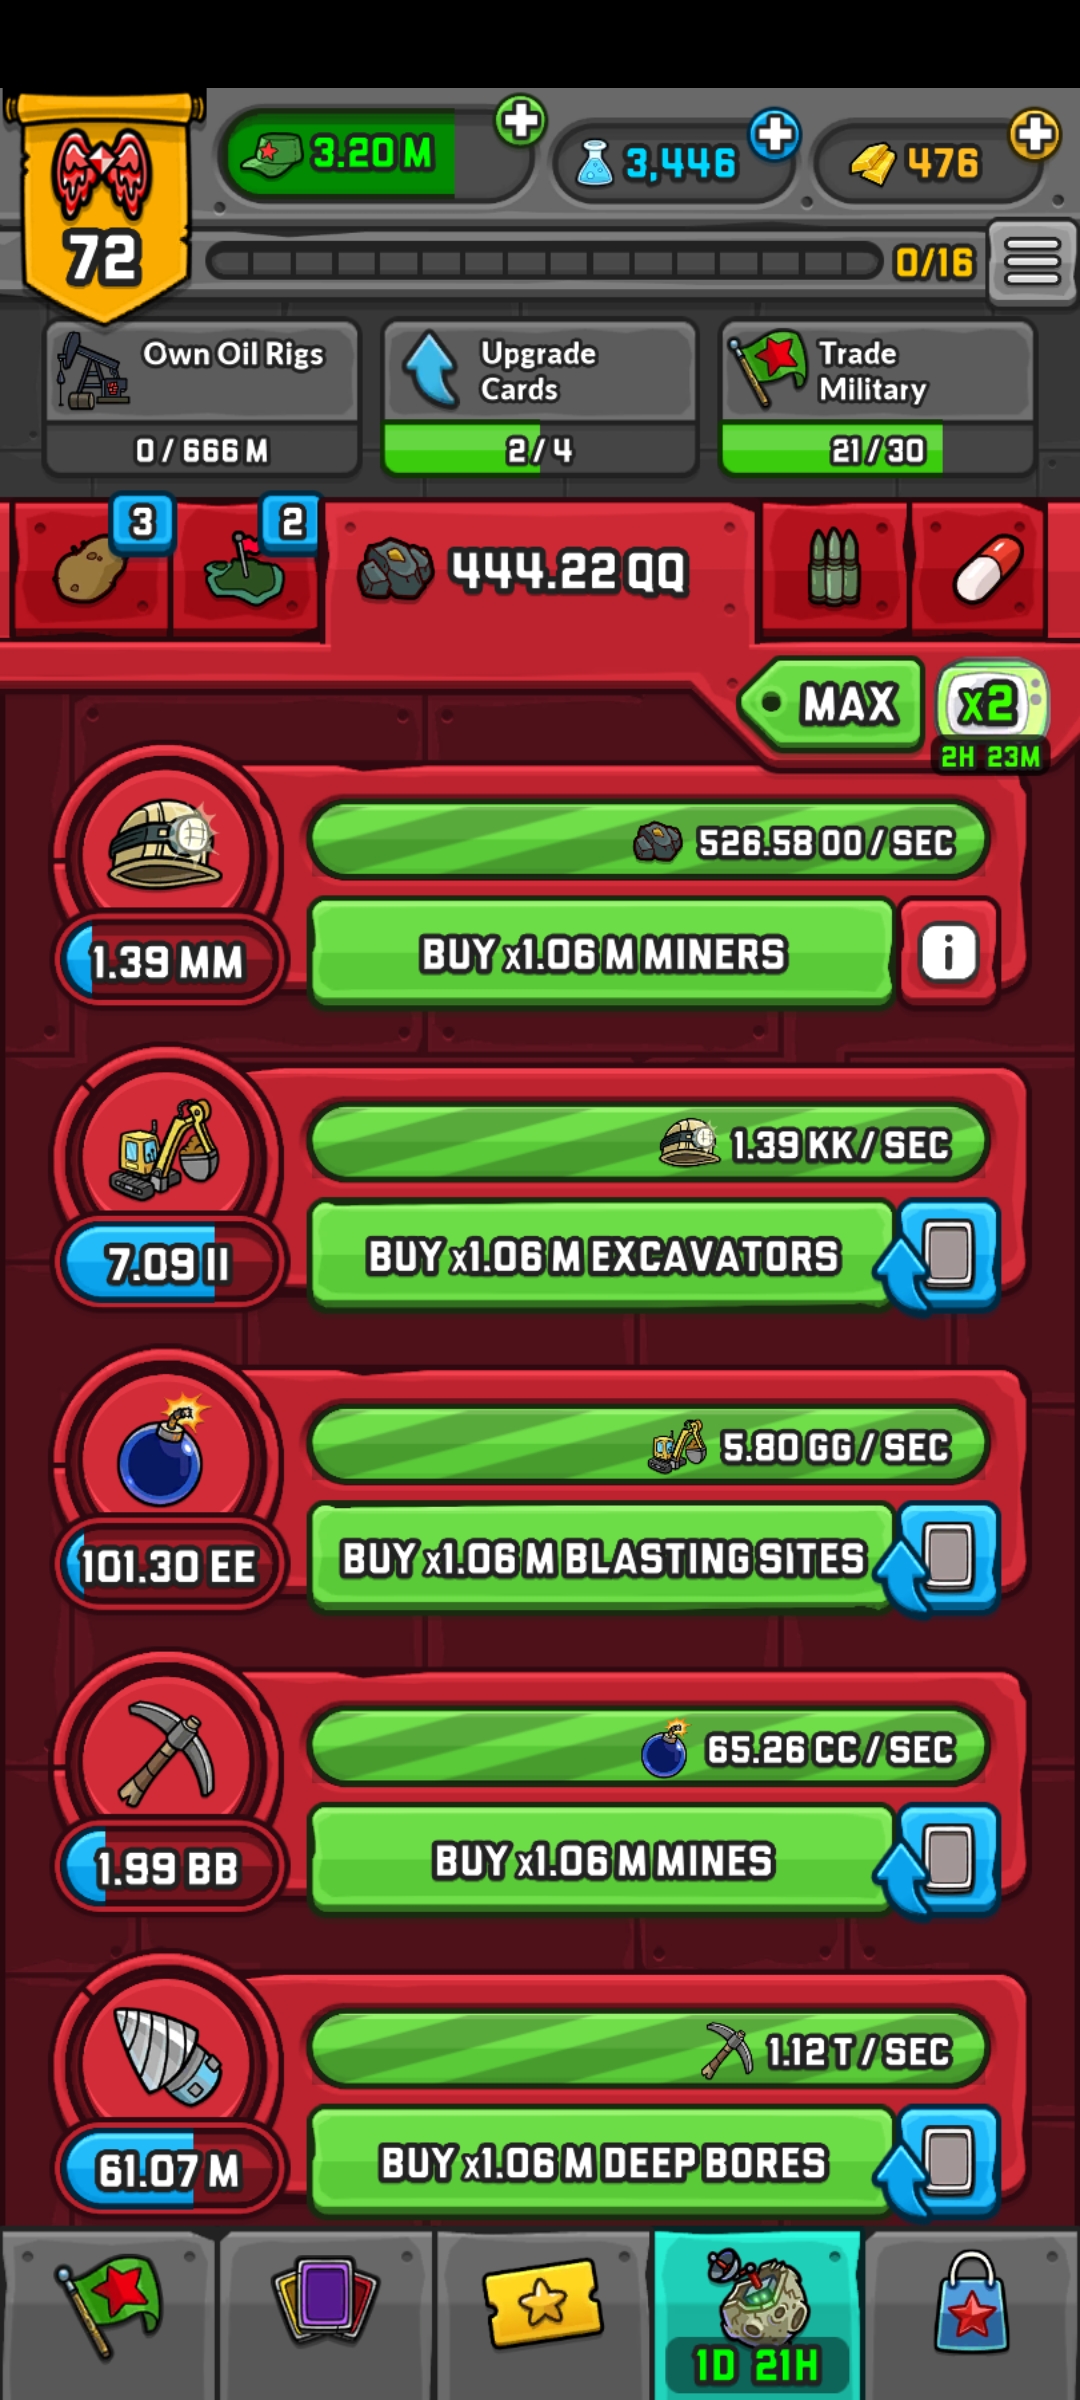 3.20 M
3,446
476
72
0/16
Own Oil Rigs
0 / 666 M
Upgrade
Cards
2 / 4
Trade
Military
21 / 30
3
2
444.22 QQ
MAX
x2
2H 23M
526.58 OO / SEC
1.39 MM
BUY x1.06 M MINERS
i
1.39 KK / SEC
7.09 II
BUY x1.06 M EXCAVATORS
5.80 GG / SEC
101.30 EE
BUY x1.06 M BLASTING SITES
65.26 CC / SEC
1.99 BB
BUY x1.06 M MINES
1.12 T / SEC
61.07 M
BUY x1.06 M DEEP BORES
1D 21H